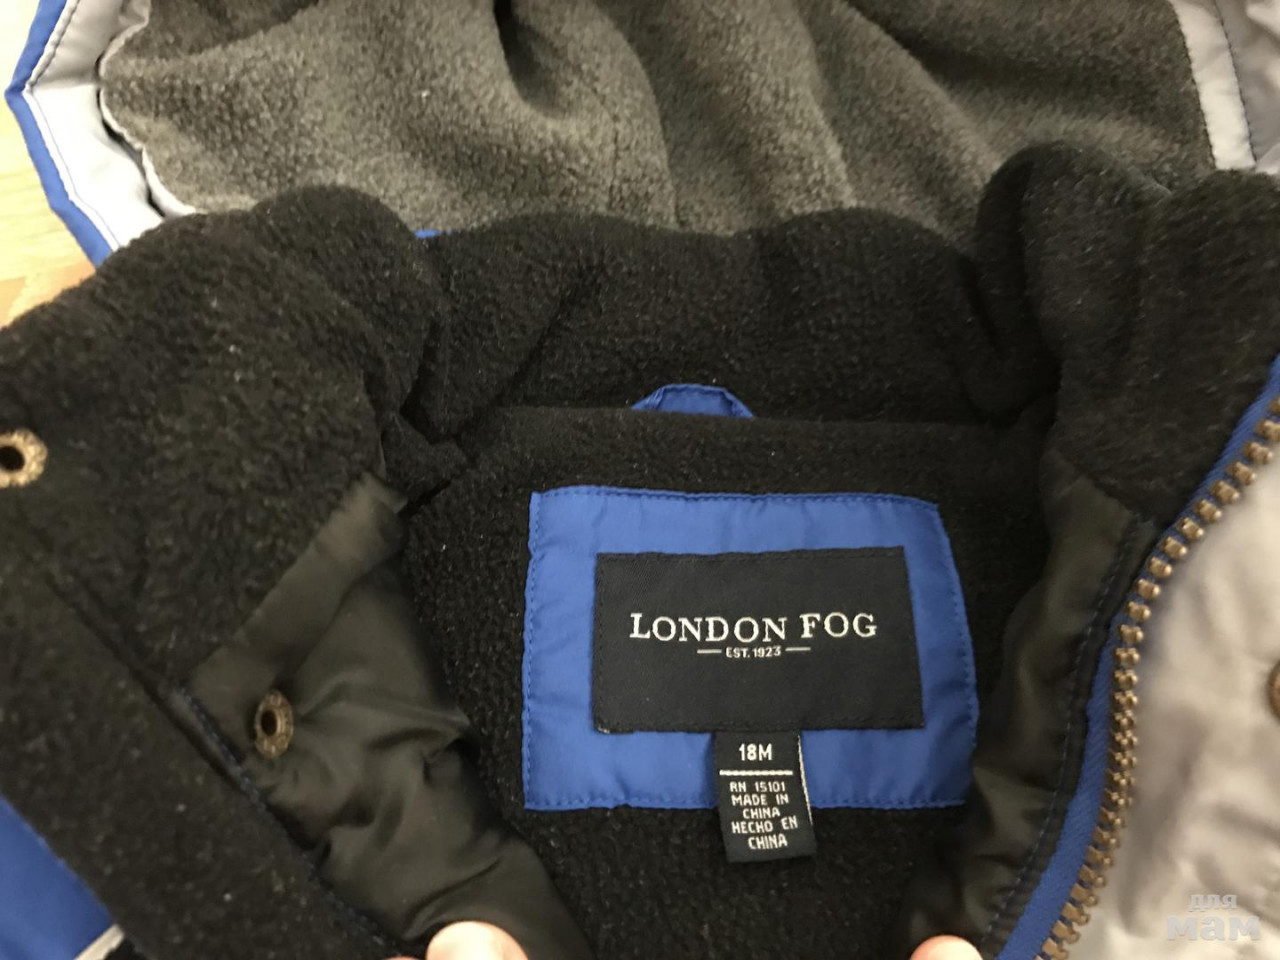 LONDON FOG
EST. 1923
18M
RN 15101
MADE IN
CHINA
HECHO EN
CHINA
для
мам